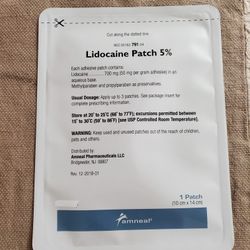 Cut along the dotted line
791
Lidocaine Patch 5%
Each adhesive patch contains:
Lidocaine 700 mg (50 mg per gram adhesive) in an
aqueous base.
Methylparaben and propylparaben as preservatives.
Usual Dosage: Apply up to 3 patches. See package insert for
complete prescribing information.
Store at 20° to 25°C (68° to 77°F); excursions permitted between
15° to 30°C (59° to 86°F) [see USP Controlled Room Temperature].
WARNING: Keep used and unused patches out of the reach of children,
pets and others.
Distributed by:
Amneal Pharmaceuticals LLC
Bridgewater, NJ 08807
Rev. 12-2018-01
1 Patch
(10 cm x 14 cm)
amneal